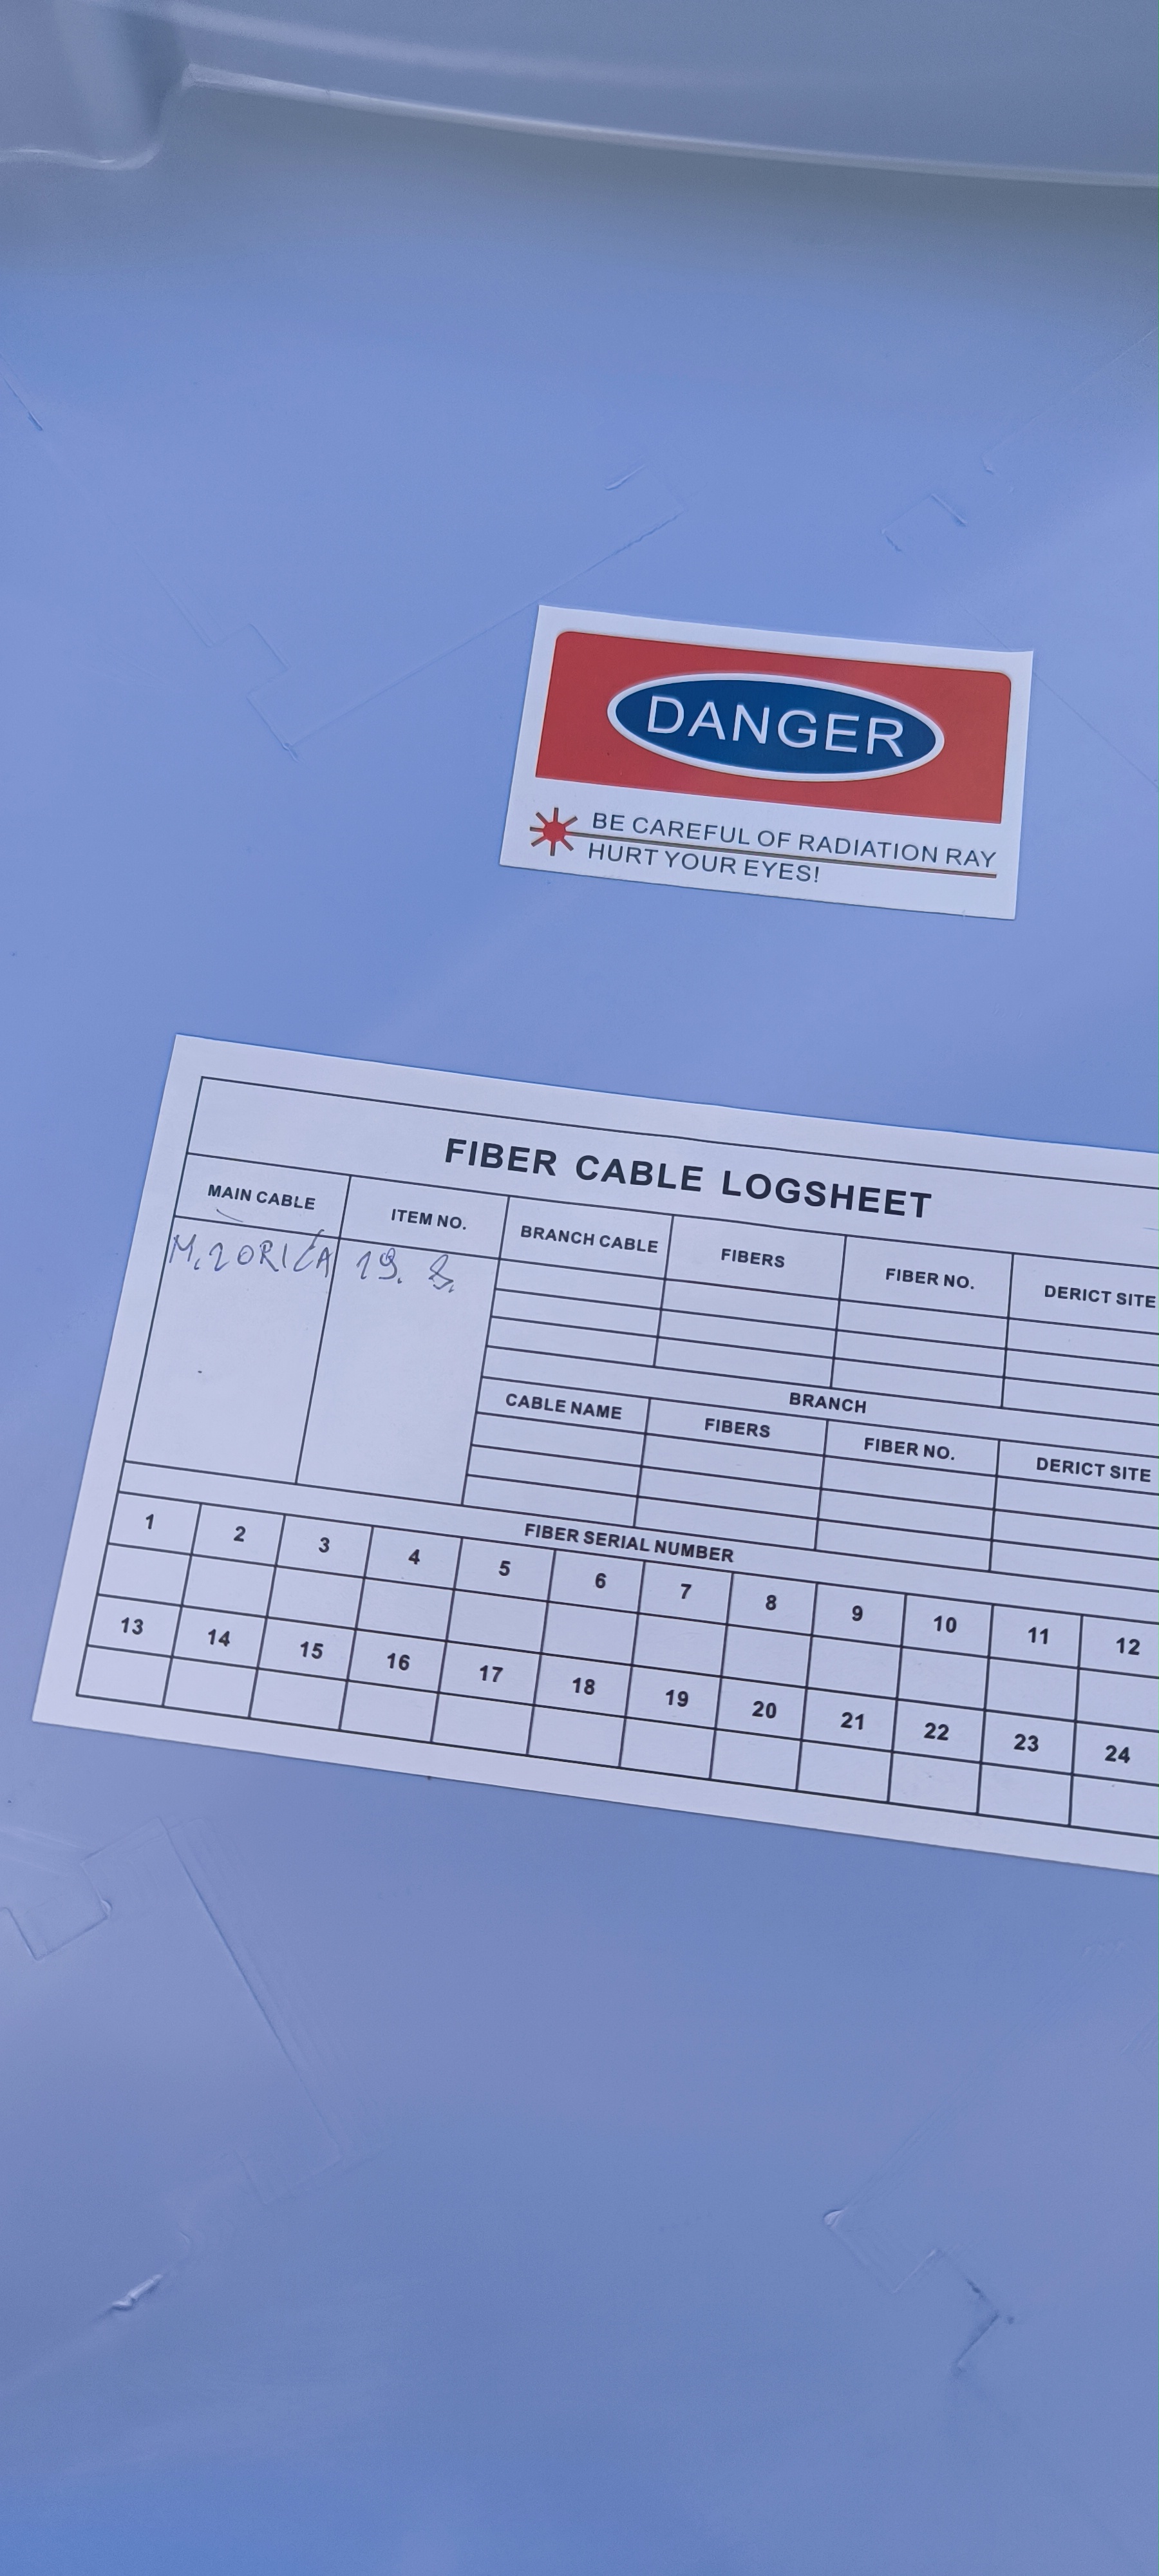 DANGER
BE CAREFUL OF RADIATION RAY
HURT YOUR EYES!
FIBER CABLE LOGSHEET
MAIN CABLE ITEM NO. BRANCH CABLE FIBERS FIBER NO. DERICT SITE
19. 8.
BRANCH
CABLE NAME FIBERS FIBER NO. DERICT SITE
FIBER SERIAL NUMBER
1 2 3 4 5 6 7 8 9 10 11 12
13 14 15 16 17 18 19 20 21 22 23 24